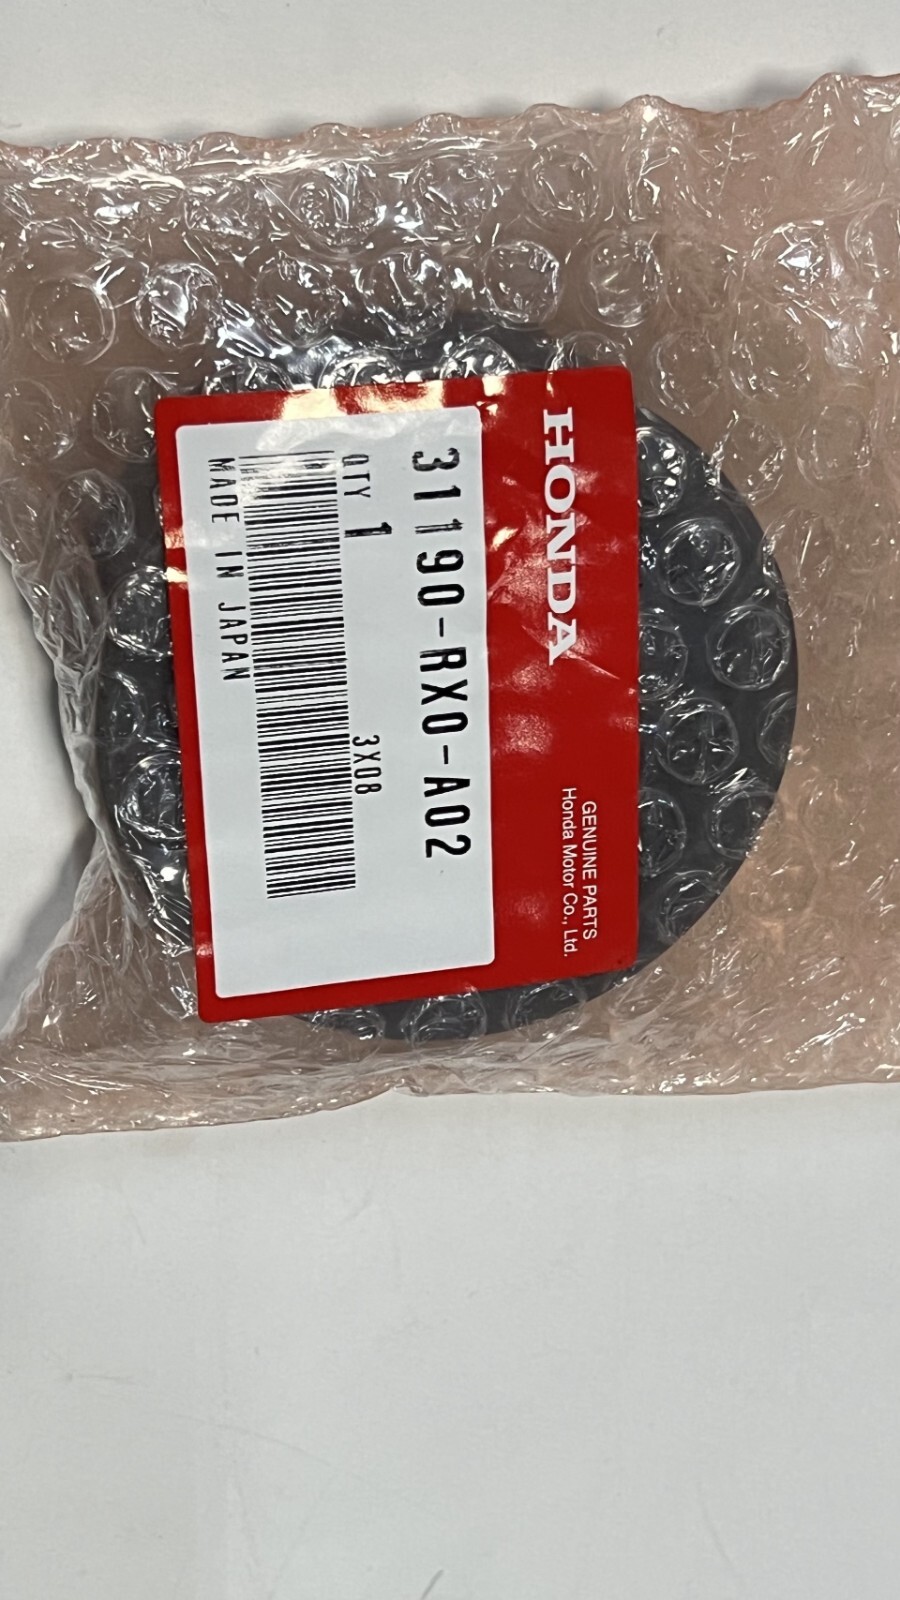 HONDA
GENUINE PARTS
Honda Motor Co., Ltd.
31190-RX0-A02
QTY 1
3X08
MADE IN JAPAN